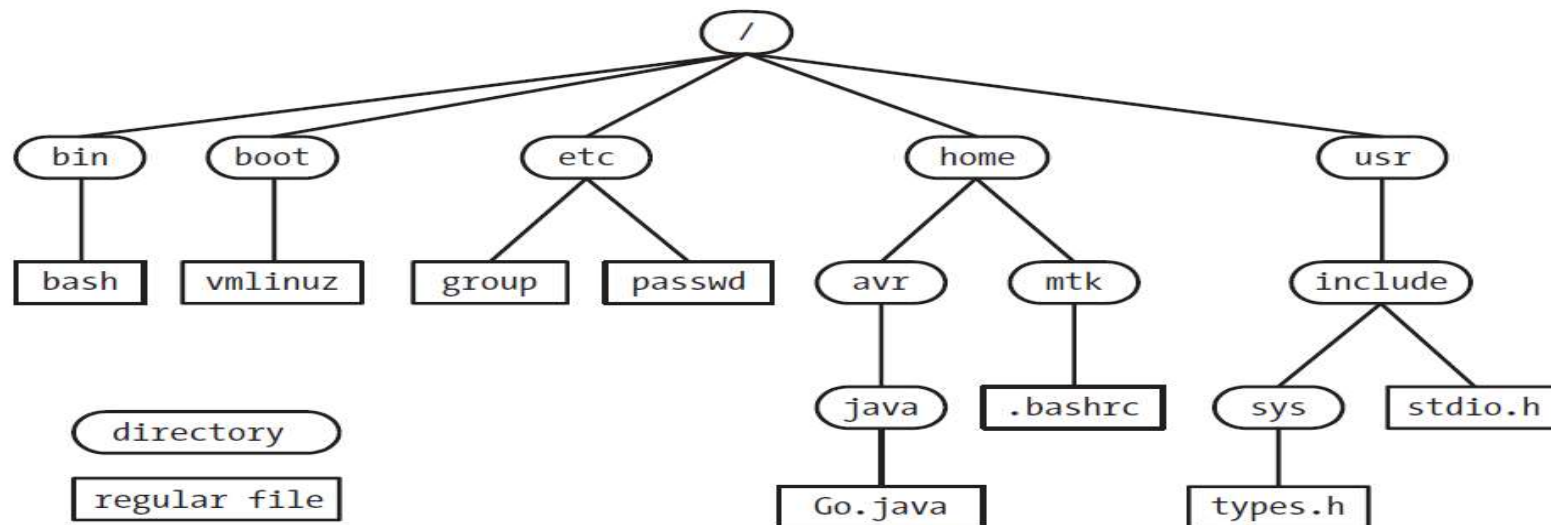 /
bin boot etc home usr
bash vmlinuz group passwd avr mtk include
java .bashrc sys stdio.h
directory
regular file Go.java types.h